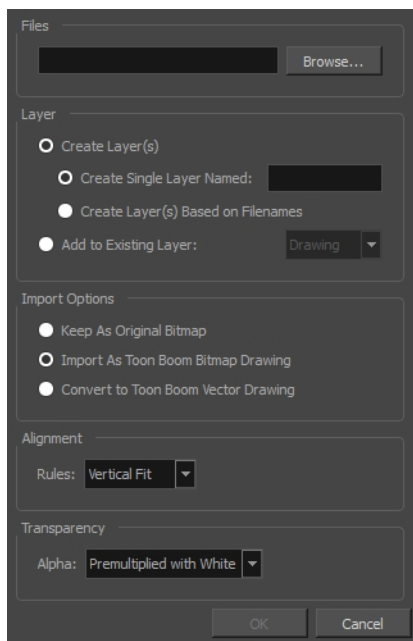 Files
Browse...
Layer
Create Layer(s)
Create Single Layer Named:
Create Layer(s) Based on Filenames
Add to Existing Layer: Drawing
Import Options
Keep As Original Bitmap
Import As Toon Boom Bitmap Drawing
Convert to Toon Boom Vector Drawing
Alignment
Rules: Vertical Fit
Transparency
Alpha: Premultiplied with White
OK Cancel